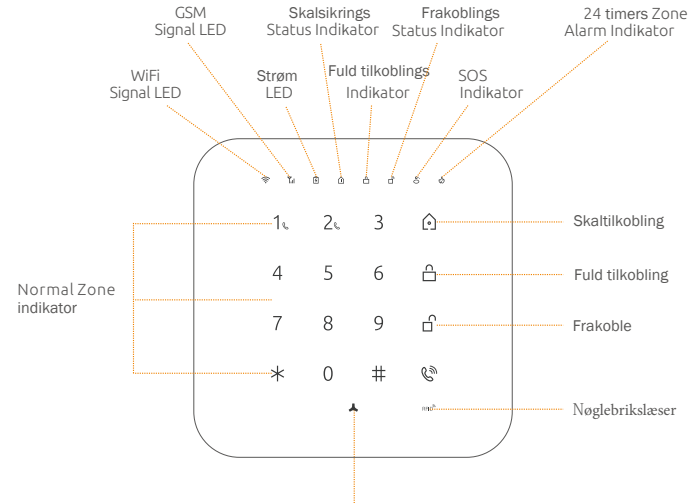 GSM
Signal LED
Skalsikrings
Status Indikator
Frakoblings
Status Indikator
24 timers Zone
Alarm Indikator
WiFi
Signal LED
Strøm
LED
Fuld tilkoblings
Indikator
SOS
Indikator
1 2 3
Skaltilkobling
4 5 6
Fuld tilkobling
Normal Zone
indikator
7 8 9
Frakoble
* 0 #
RFID
Nøglebrikslæser